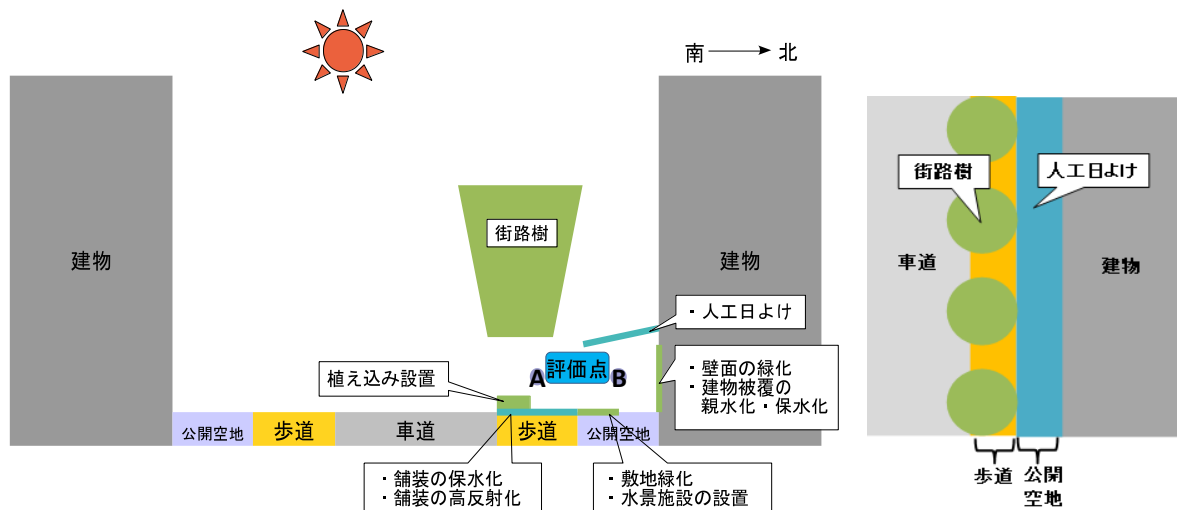 南 北
建物
街路樹
建物
・人工日よけ
植え込み設置
A 評価点 B
・壁面の緑化
・建物被覆の
親水化・保水化
公開空地 歩道 車道 歩道 公開空地
・舗装の保水化
・舗装の高反射化
・敷地緑化
・水景施設の設置
街路樹
人工日よけ
車道
建物
歩道
公開
空地